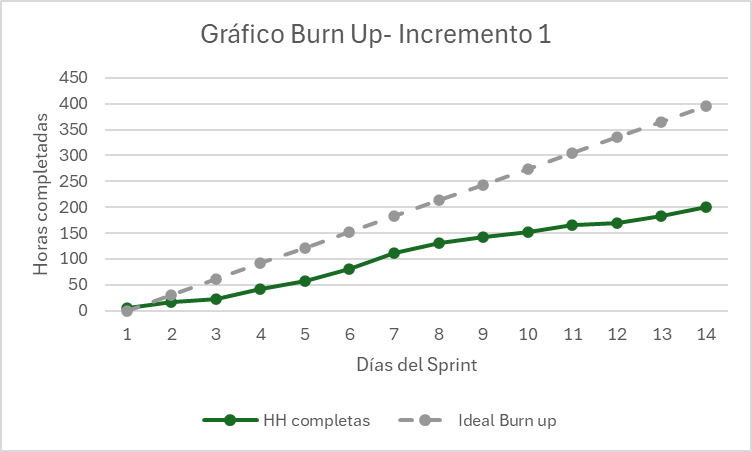 Gráfico Burn Up- Incremento 1
Horas completadas
450
400
350
300
250
200
150
100
50
0
1 2 3 4 5 6 7 8 9 10 11 12 13 14
Días del Sprint
HH completas Ideal Burn up